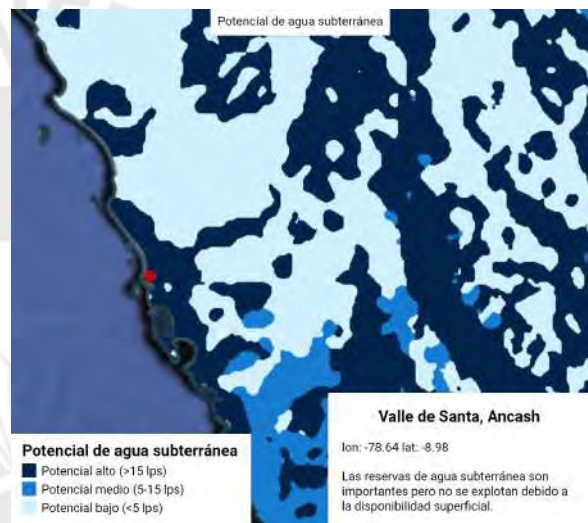 Potencial de agua subterránea
Potencial de agua subterránea
Potencial alto (>15 lps)
Potencial medio (5-15 lps)
Potencial bajo (<5 lps)
Valle de Santa, Ancash
lon: -78.64 lat: -8.98
Las reservas de agua subterránea son
importantes pero no se explotan debido a
la disponibilidad superficial.